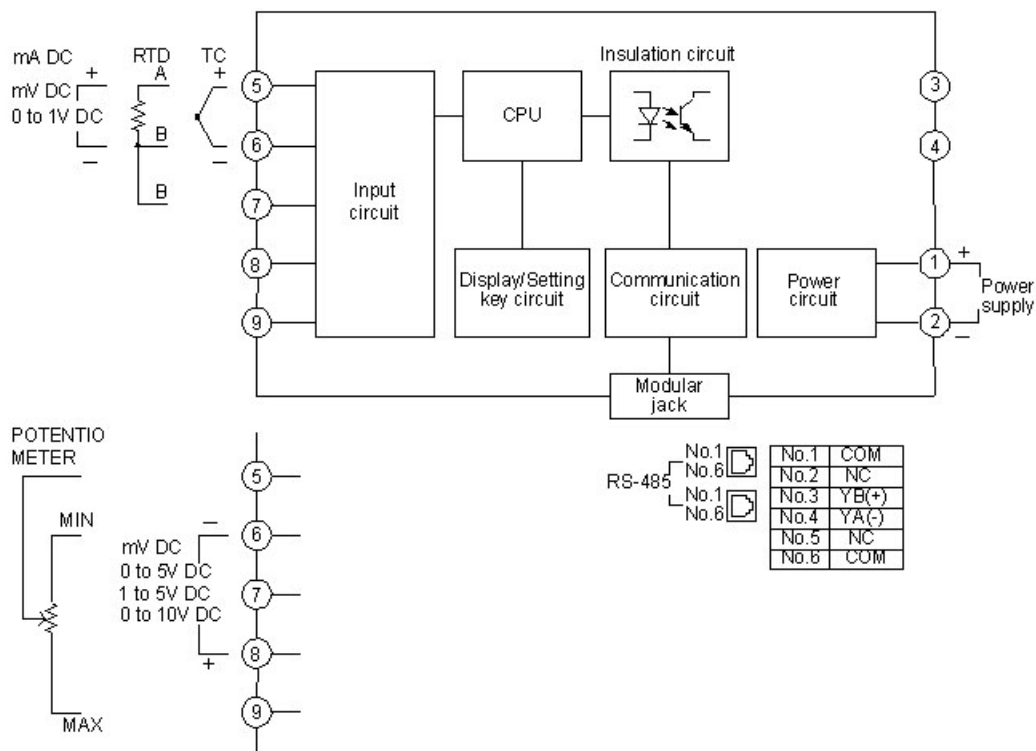 mA DC
mV DC
0 to 1V DC
+
−
RTD
A
B
B
TC
+
−
5
6
7
8
9
Input
circuit
CPU
Insulation circuit
Display/Setting
key circuit
Communication
circuit
Power
circuit
Modular
jack
3
4
1
2
+
−
Power
supply
POTENTIO
METER
MIN
MAX
−
mV DC
0 to 5V DC
1 to 5V DC
0 to 10V DC
+
5
6
7
8
9
RS-485
No.1
No.6
No.1
No.6
No.1 COM
No.2 NC
No.3 YB(+)
No.4 YA(-)
No.5 NC
No.6 COM